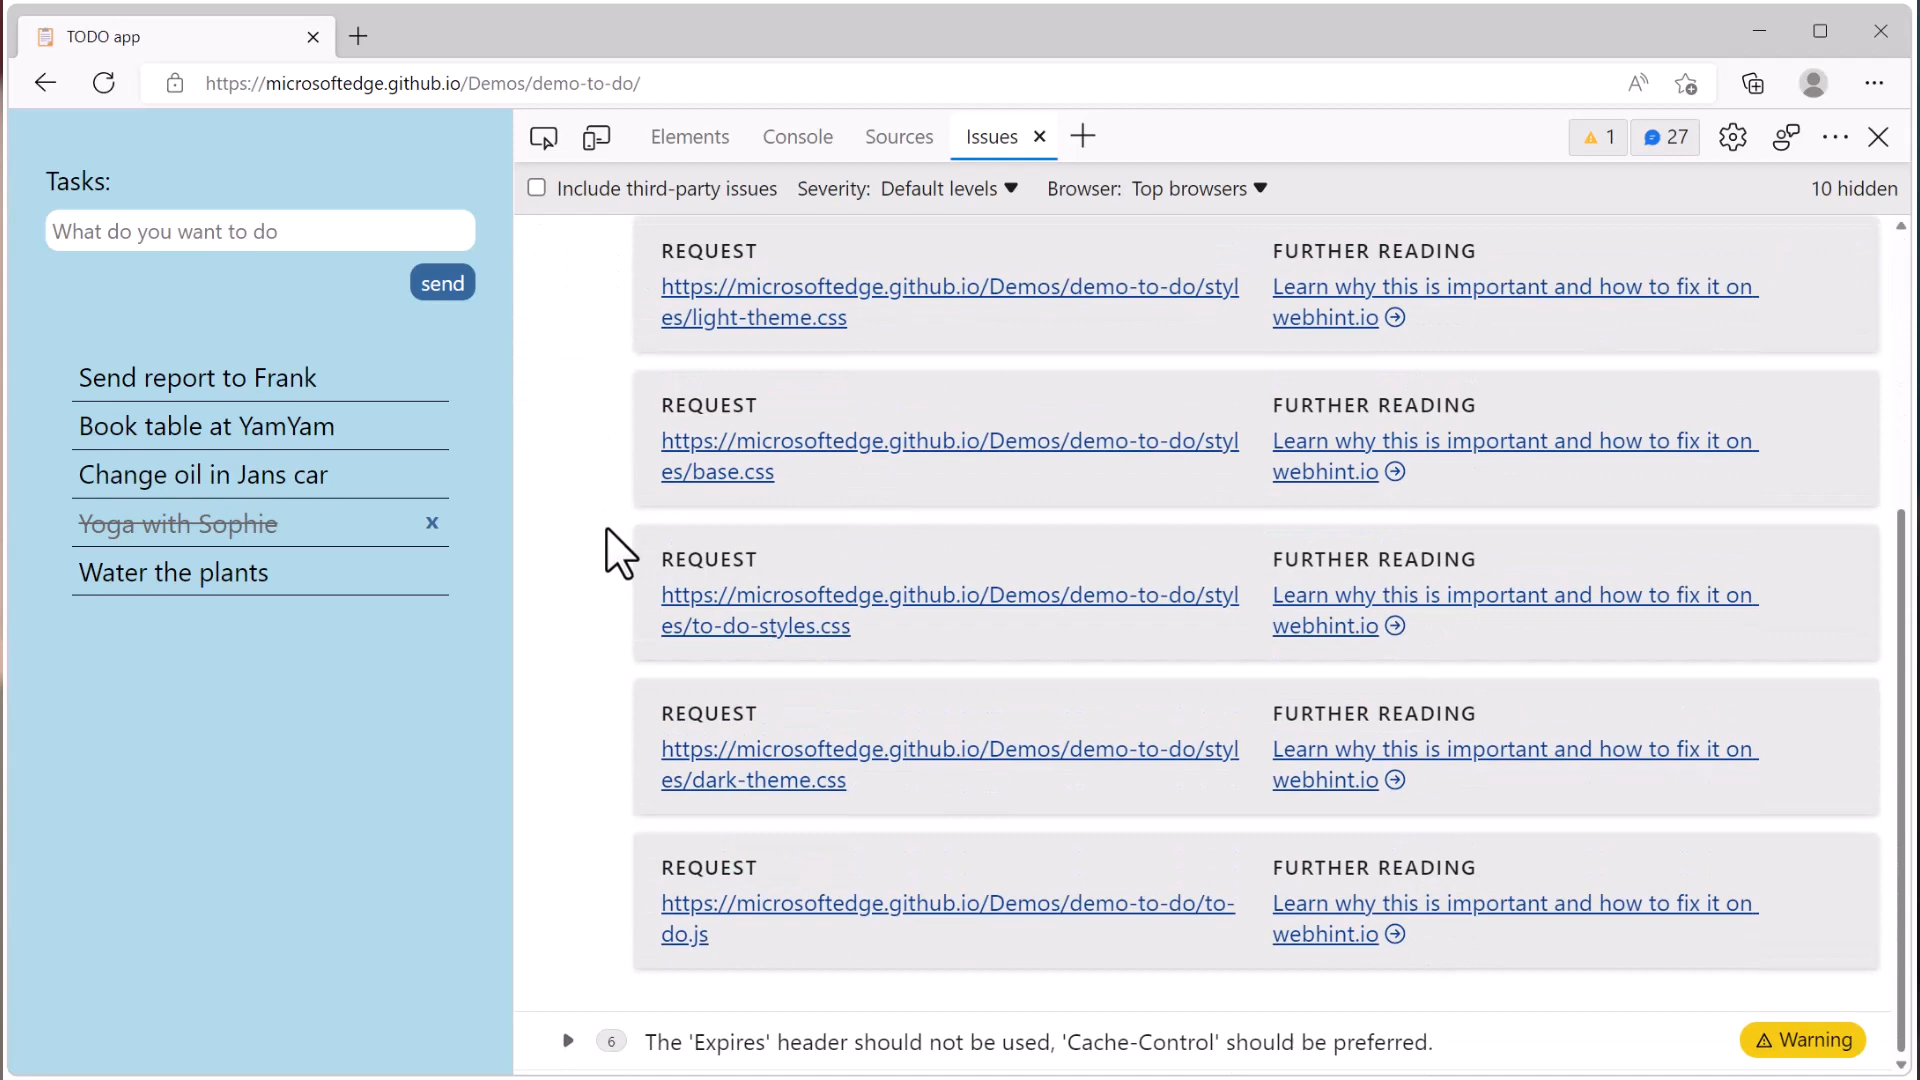 TODO app
https://microsoftedge.github.io/Demos/demo-to-do/
Tasks:
What do you want to do
send
Send report to Frank
Book table at YamYam
Change oil in Jans car
Yoga with Sophie x
Water the plants
Elements Console Sources Issues 1 27
Include third-party issues Severity: Default levels Browser: Top browsers 10 hidden
REQUEST FURTHER READING
https://microsoftedge.github.io/Demos/demo-to-do/styl Learn why this is important and how to fix it on
es/light-theme.css webhint.io
REQUEST FURTHER READING
https://microsoftedge.github.io/Demos/demo-to-do/styl Learn why this is important and how to fix it on
es/base.css webhint.io
REQUEST FURTHER READING
https://microsoftedge.github.io/Demos/demo-to-do/styl Learn why this is important and how to fix it on
es/to-do-styles.css webhint.io
REQUEST FURTHER READING
https://microsoftedge.github.io/Demos/demo-to-do/styl Learn why this is important and how to fix it on
es/dark-theme.css webhint.io
REQUEST FURTHER READING
https://microsoftedge.github.io/Demos/demo-to-do/to- Learn why this is important and how to fix it on
do.js webhint.io
6 The 'Expires' header should not be used, 'Cache-Control' should be preferred. Warning